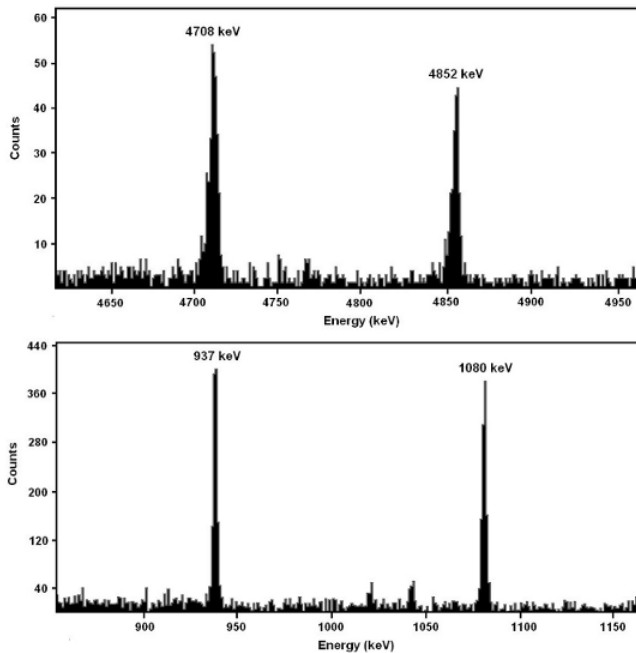 60
4708 keV
50
4852 keV
40
Counts
30
20
10
4650 4700 4750 4800 4850 4900 4950
Energy (keV)
440
937 keV
1080 keV
360
280
Counts
200
120
40
900 950 1000 1050 1100 1150
Energy (keV)